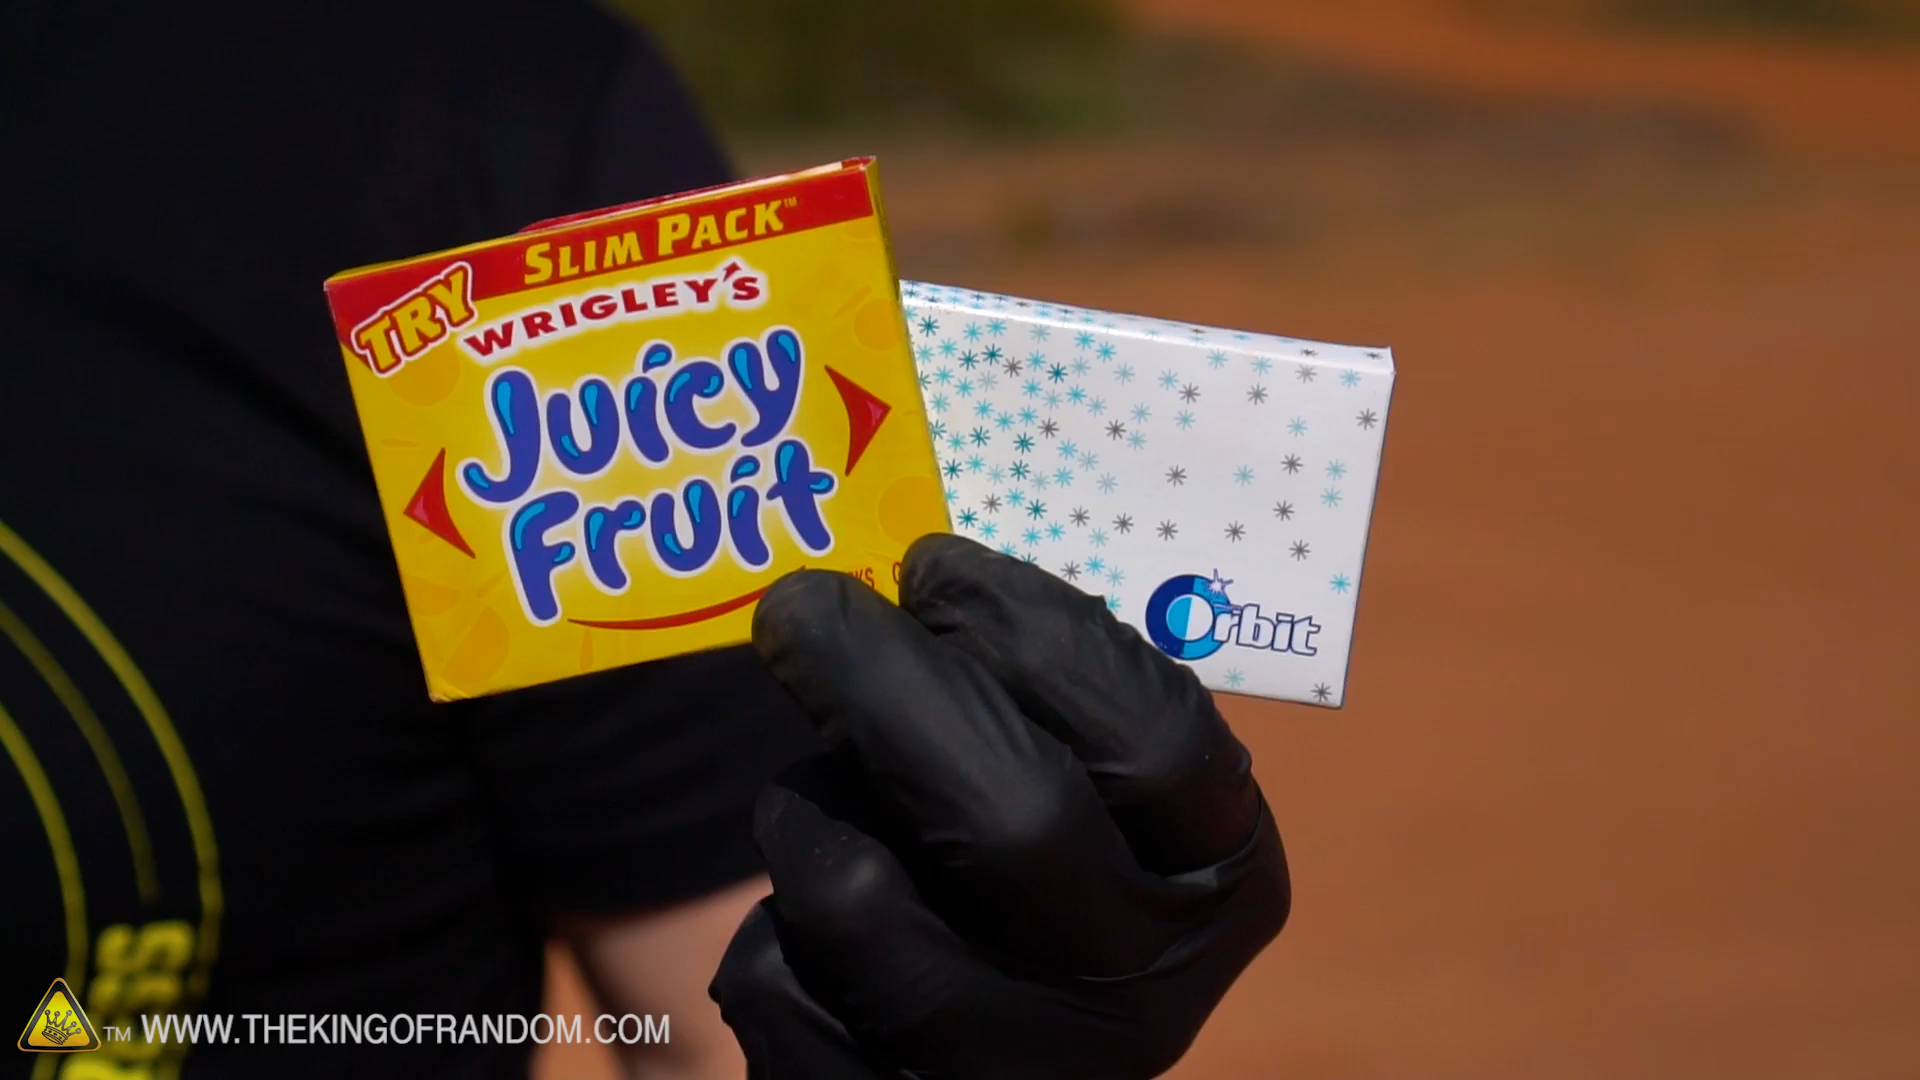 TRY
SLIM PACK™
WRIGLEY'S
Juicy
Fruit
Orbit
TM WWW.THEKINGOFRANDOM.COM